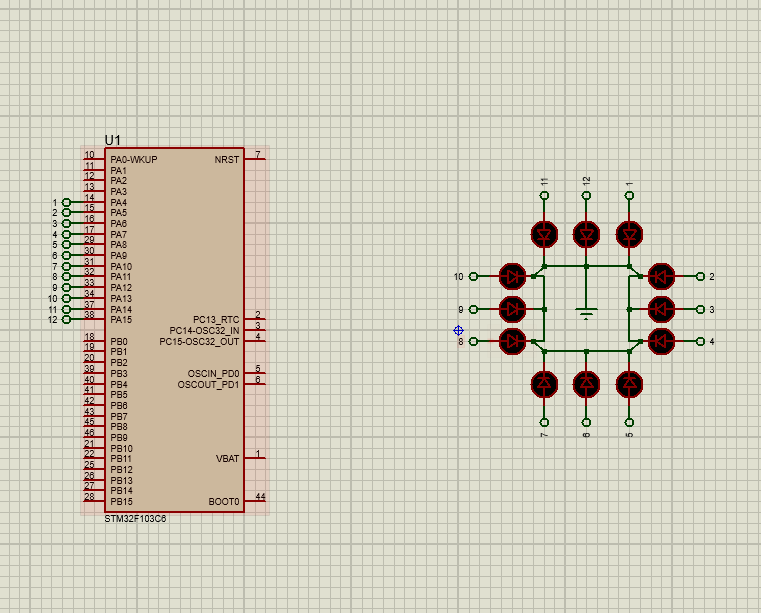 U1
10 PA0-WKUP NRST 7
11 PA1
12 PA2
13 PA3
1 14 PA4
2 15 PA5
3 16 PA6
4 17 PA7
5 29 PA8
6 30 PA9
7 31 PA10
8 32 PA11
9 33 PA12
10 34 PA13
11 37 PA14
12 38 PA15 PC13_RTC 2
PC14-OSC32_IN 3
18 PB0 PC15-OSC32_OUT 4
19 PB1
20 PB2
39 PB3 OSCIN_PD0 5
40 PB4 OSCOUT_PD1 6
41 PB5
42 PB6
43 PB7
45 PB8
46 PB9
21 PB10
22 PB11 VBAT 1
25 PB12
26 PB13
27 PB14
28 PB15 BOOT0 44
STM32F103C6
11 12 1
10 2
9 3
8 4
7 6 5